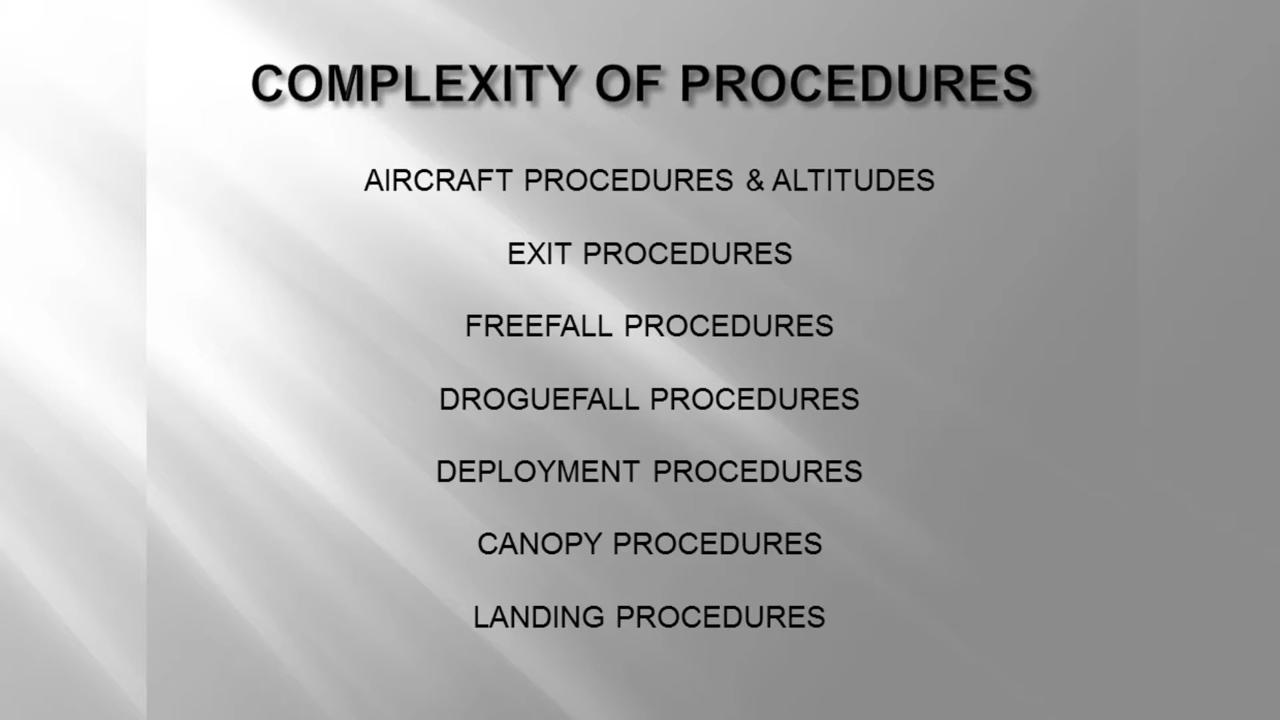 COMPLEXITY OF PROCEDURES
AIRCRAFT PROCEDURES & ALTITUDES
EXIT PROCEDURES
FREEFALL PROCEDURES
DROGUEFALL PROCEDURES
DEPLOYMENT PROCEDURES
CANOPY PROCEDURES
LANDING PROCEDURES